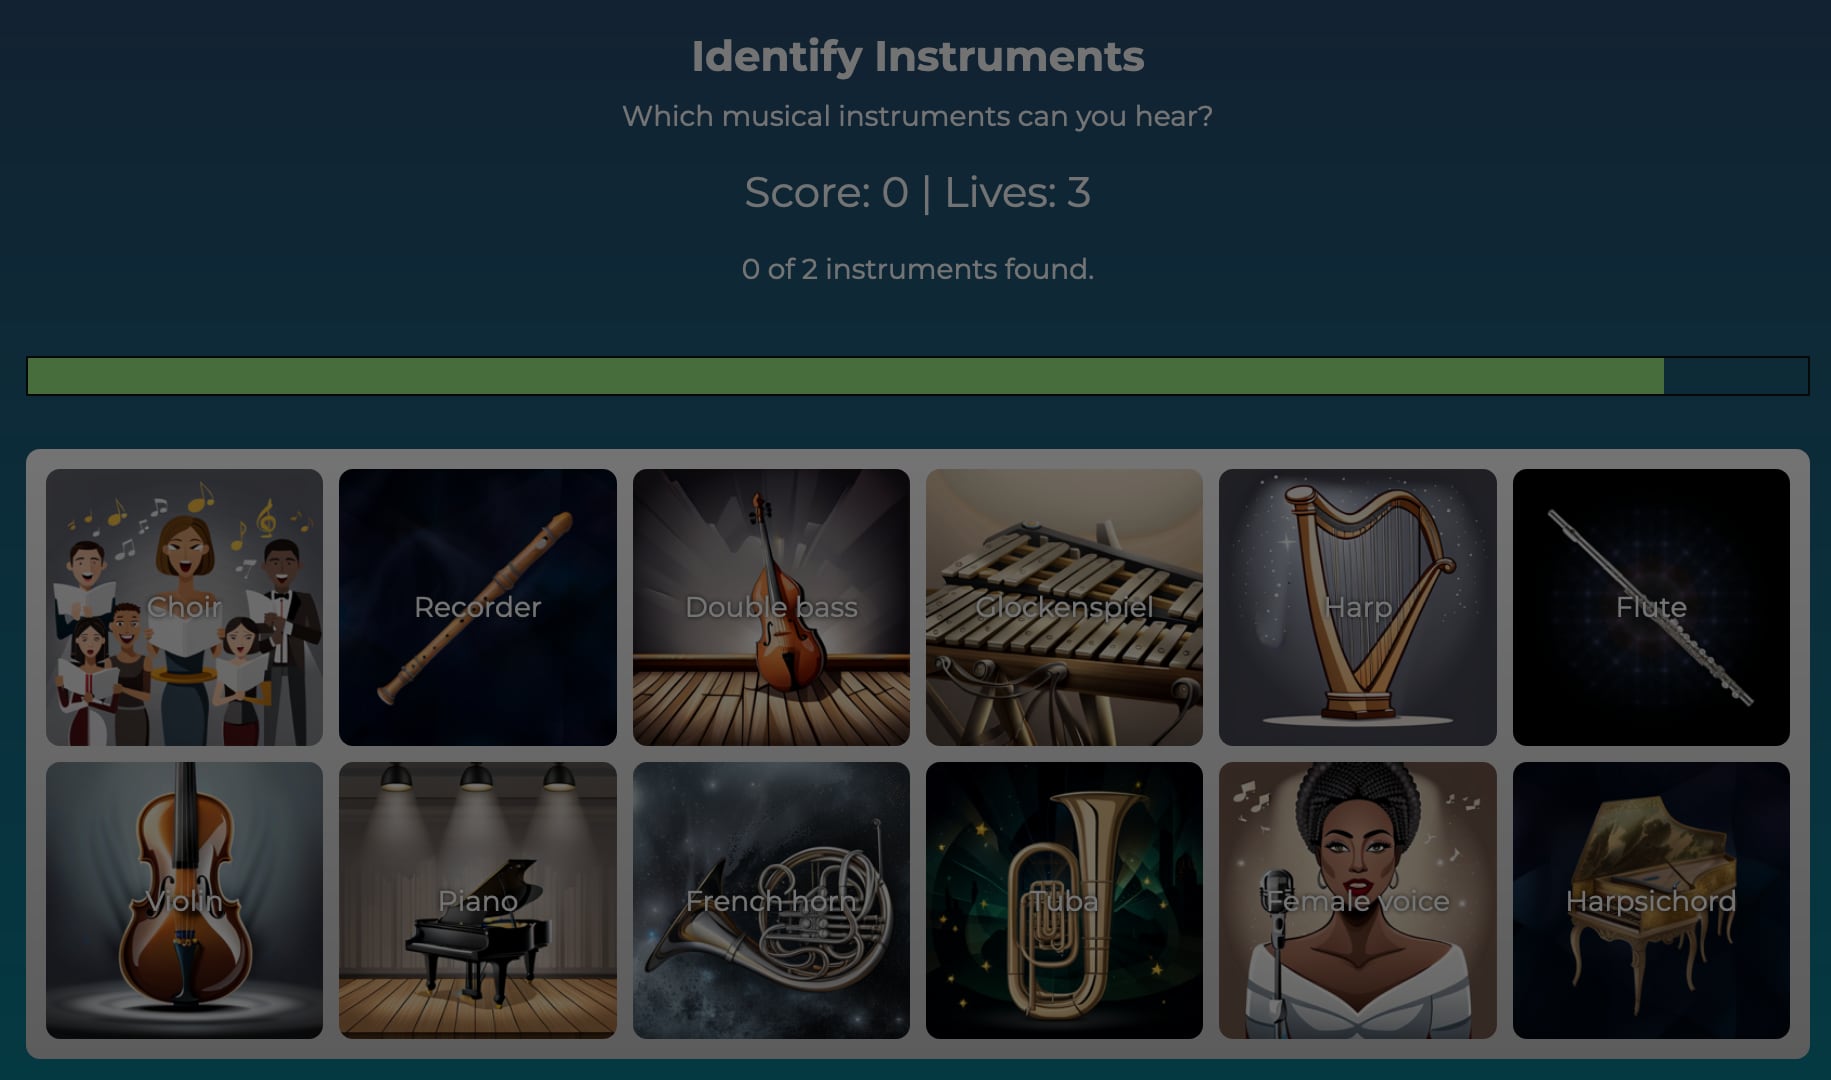 Identify Instruments
Which musical instruments can you hear?
Score: 0 | Lives: 3
0 of 2 instruments found.
Choir
Recorder
Double bass
Glockenspiel
Harp
Flute
Violin
Piano
French horn
Tuba
Female voice
Harpsichord